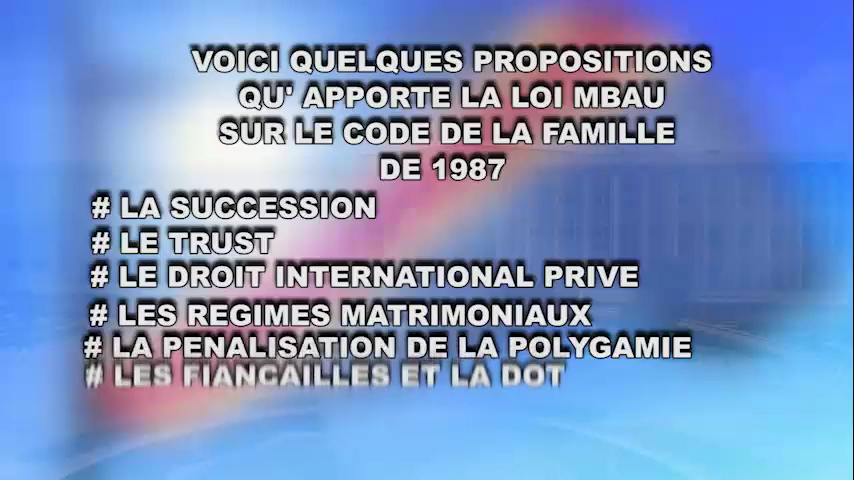 VOICI QUELQUES PROPOSITIONS
QU' APPORTE LA LOI MBAU
SUR LE CODE DE LA FAMILLE
DE 1987
# LA SUCCESSION
# LE TRUST
# LE DROIT INTERNATIONAL PRIVE
# LES REGIMES MATRIMONIAUX
# LA PENALISATION DE LA POLYGAMIE
# LES FIANCAILLES ET LA DOT